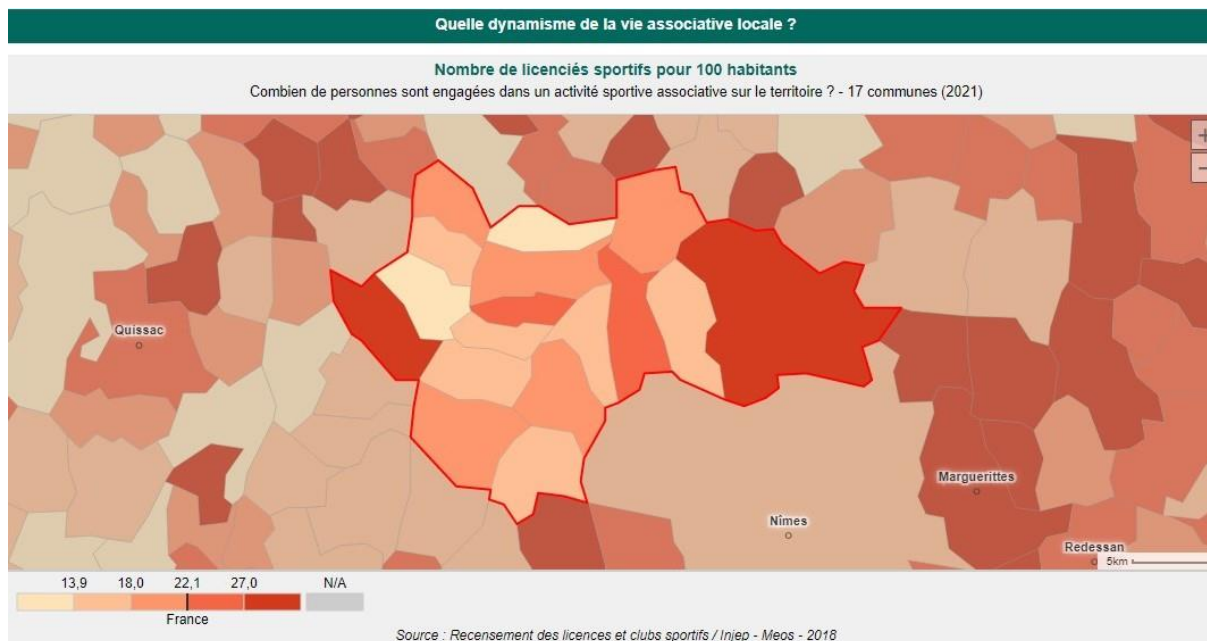 Quelle dynamisme de la vie associative locale ?
Nombre de licenciés sportifs pour 100 habitants
Combien de personnes sont engagées dans un activité sportive associative sur le territoire ? - 17 communes (2021)
+
−
Quissac
Marguerittes
Nîmes
Redessan
5km
13,9 18,0 22,1 27,0 N/A
France
Source : Recensement des licences et clubs sportifs / Injep - Meos - 2018